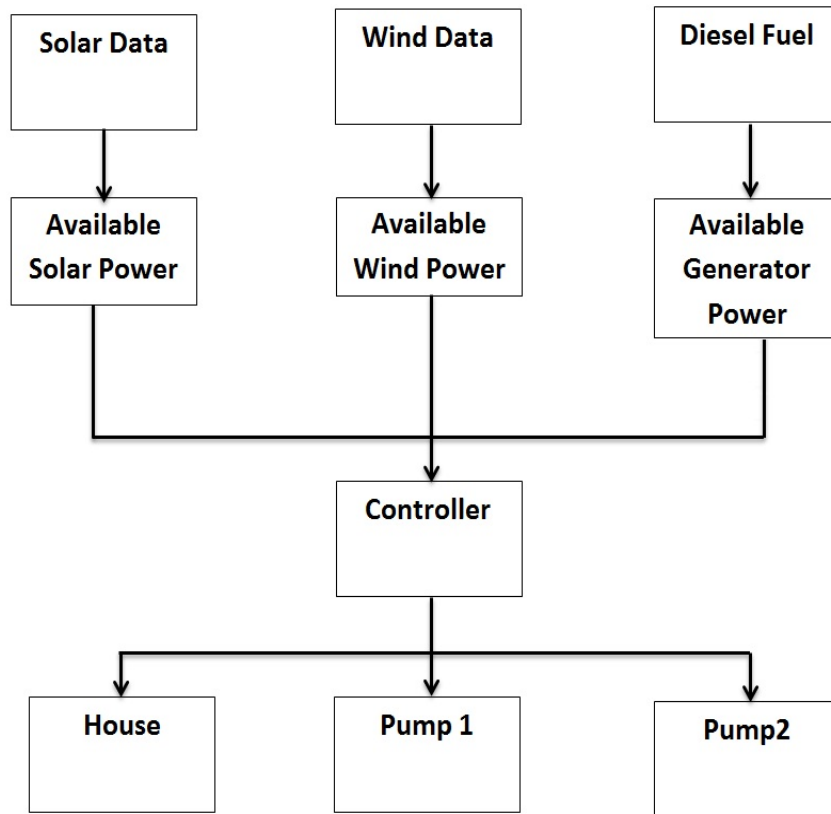 Solar Data
Wind Data
Diesel Fuel
Available
Solar Power
Available
Wind Power
Available
Generator
Power
Controller
House
Pump 1
Pump2